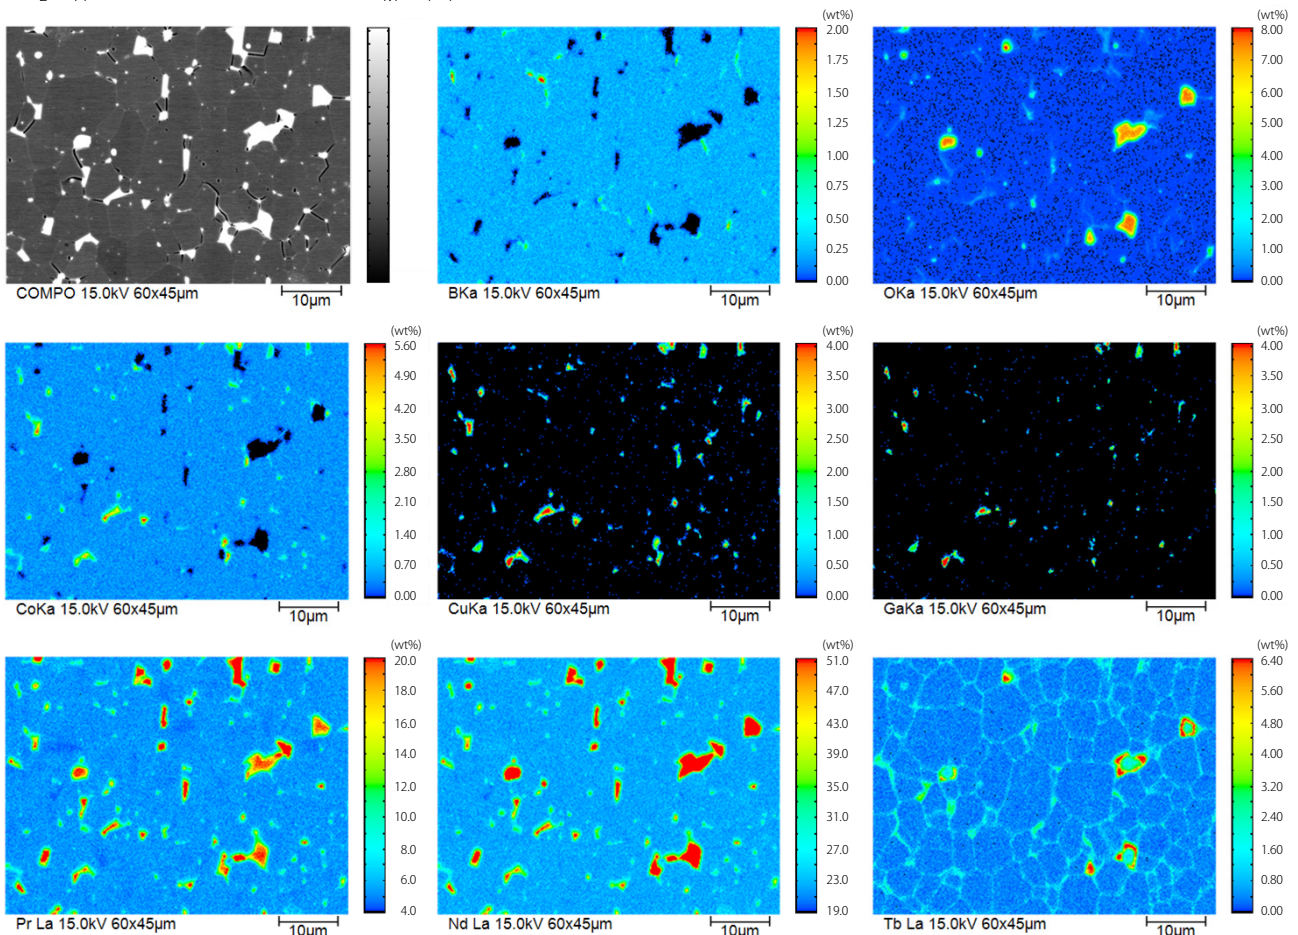 (wt%)
2.00
1.75
1.50
1.25
1.00
0.75
0.50
0.25
0.00
(wt%)
8.00
7.00
6.00
5.00
4.00
3.00
2.00
1.00
0.00
COMPO 15.0kV 60x45µm
10µm
BKa 15.0kV 60x45µm
10µm
OKa 15.0kV 60x45µm
10µm
(wt%)
5.60
4.90
4.20
3.50
2.80
2.10
1.40
0.70
0.00
(wt%)
4.00
3.50
3.00
2.50
2.00
1.50
1.00
0.50
0.00
(wt%)
4.00
3.50
3.00
2.50
2.00
1.50
1.00
0.50
0.00
CoKa 15.0kV 60x45µm
10µm
CuKa 15.0kV 60x45µm
10µm
GaKa 15.0kV 60x45µm
10µm
(wt%)
20.0
18.0
16.0
14.0
12.0
10.0
8.0
6.0
4.0
(wt%)
51.0
47.0
43.0
39.0
35.0
31.0
27.0
23.0
19.0
(wt%)
6.40
5.60
4.80
4.00
3.20
2.40
1.60
0.80
0.00
Pr La 15.0kV 60x45µm
10µm
Nd La 15.0kV 60x45µm
10µm
Tb La 15.0kV 60x45µm
10µm